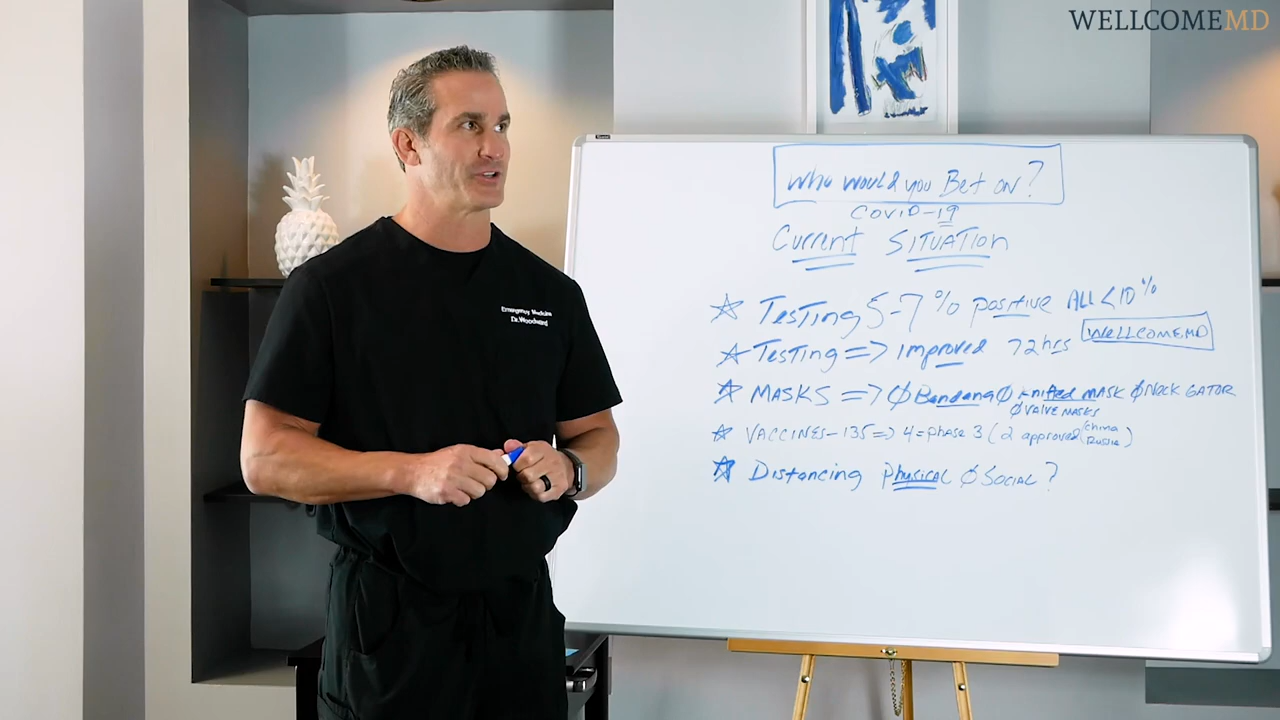 WELLCOMEMD
Who would you Bet on?
COVID-19
Current SITUATION
Testing 5-7% positive ALL < 10%
Testing => improved 72hrs WellCOMEMD
MASKS => ∅ Bandana ∅ knitted MASK ∅ NECK GATOR
∅ VALVE MASKS
VACCINES - 135 => 4 = phase 3 (2 approved China Russia)
Distancing physical ∅ SOCIAL?
Emergency Medicine
Dr. Woodward